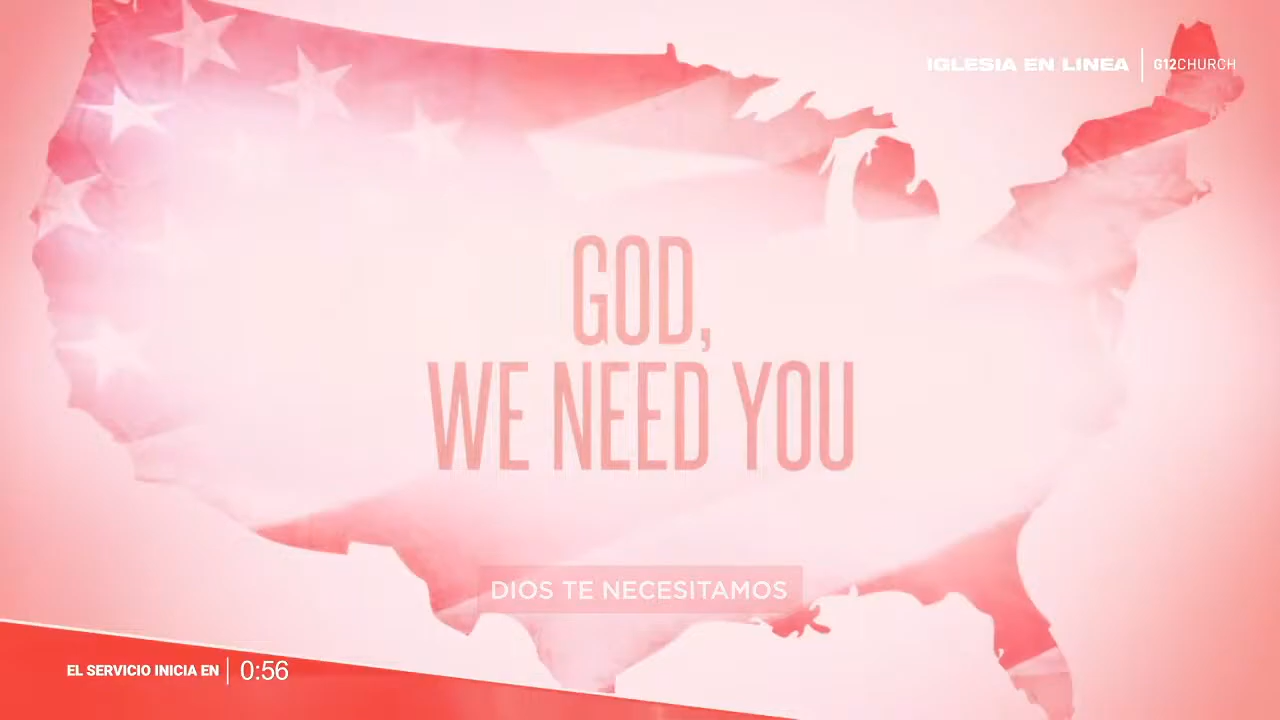 IGLESIA EN LINEA | G12CHURCH
GOD,
WE NEED YOU
DIOS TE NECESITAMOS
EL SERVICIO INICIA EN | 0:56